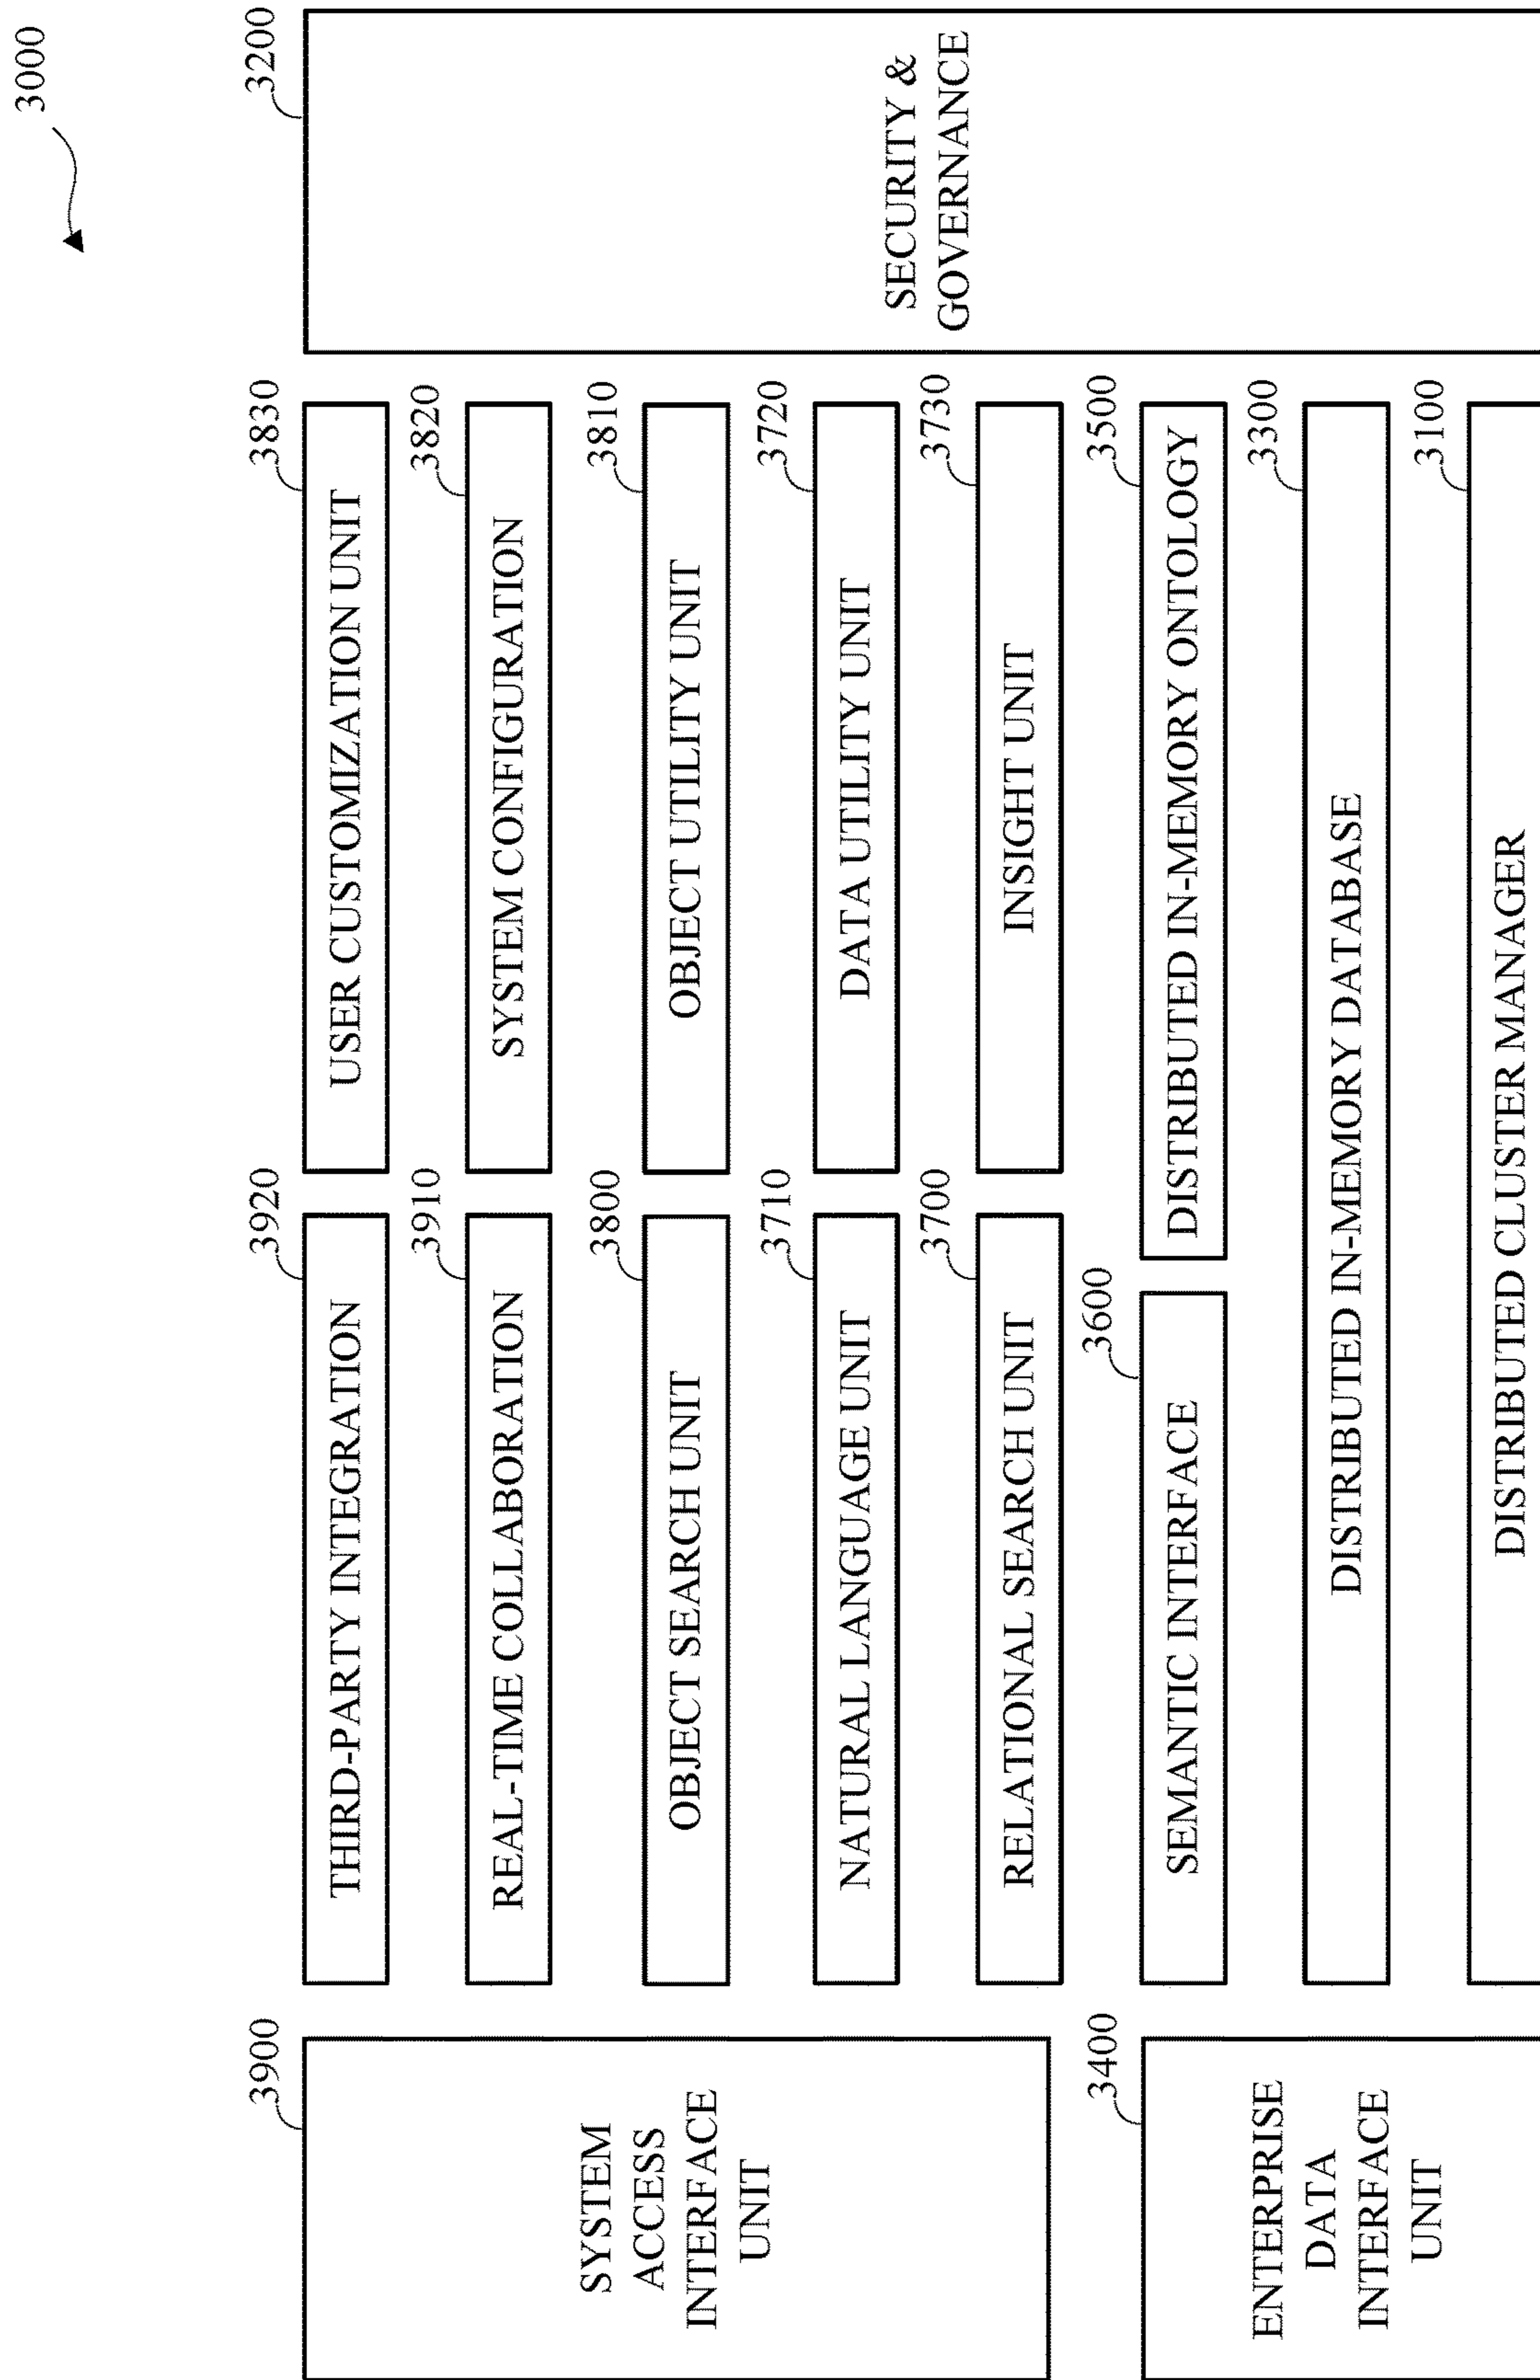 3000
3900
SYSTEM
ACCESS
INTERFACE
UNIT
3920
THIRD-PARTY INTEGRATION
3830
USER CUSTOMIZATION UNIT
3200
SECURITY &
GOVERNANCE
3910
REAL-TIME COLLABORATION
3820
SYSTEM CONFIGURATION
3800
OBJECT SEARCH UNIT
3810
OBJECT UTILITY UNIT
3710
NATURAL LANGUAGE UNIT
3720
DATA UTILITY UNIT
3700
RELATIONAL SEARCH UNIT
3730
INSIGHT UNIT
3400
ENTERPRISE
DATA
INTERFACE
UNIT
3600
SEMANTIC INTERFACE
3500
DISTRIBUTED IN-MEMORY ONTOLOGY
3300
DISTRIBUTED IN-MEMORY DATABASE
3100
DISTRIBUTED CLUSTER MANAGER